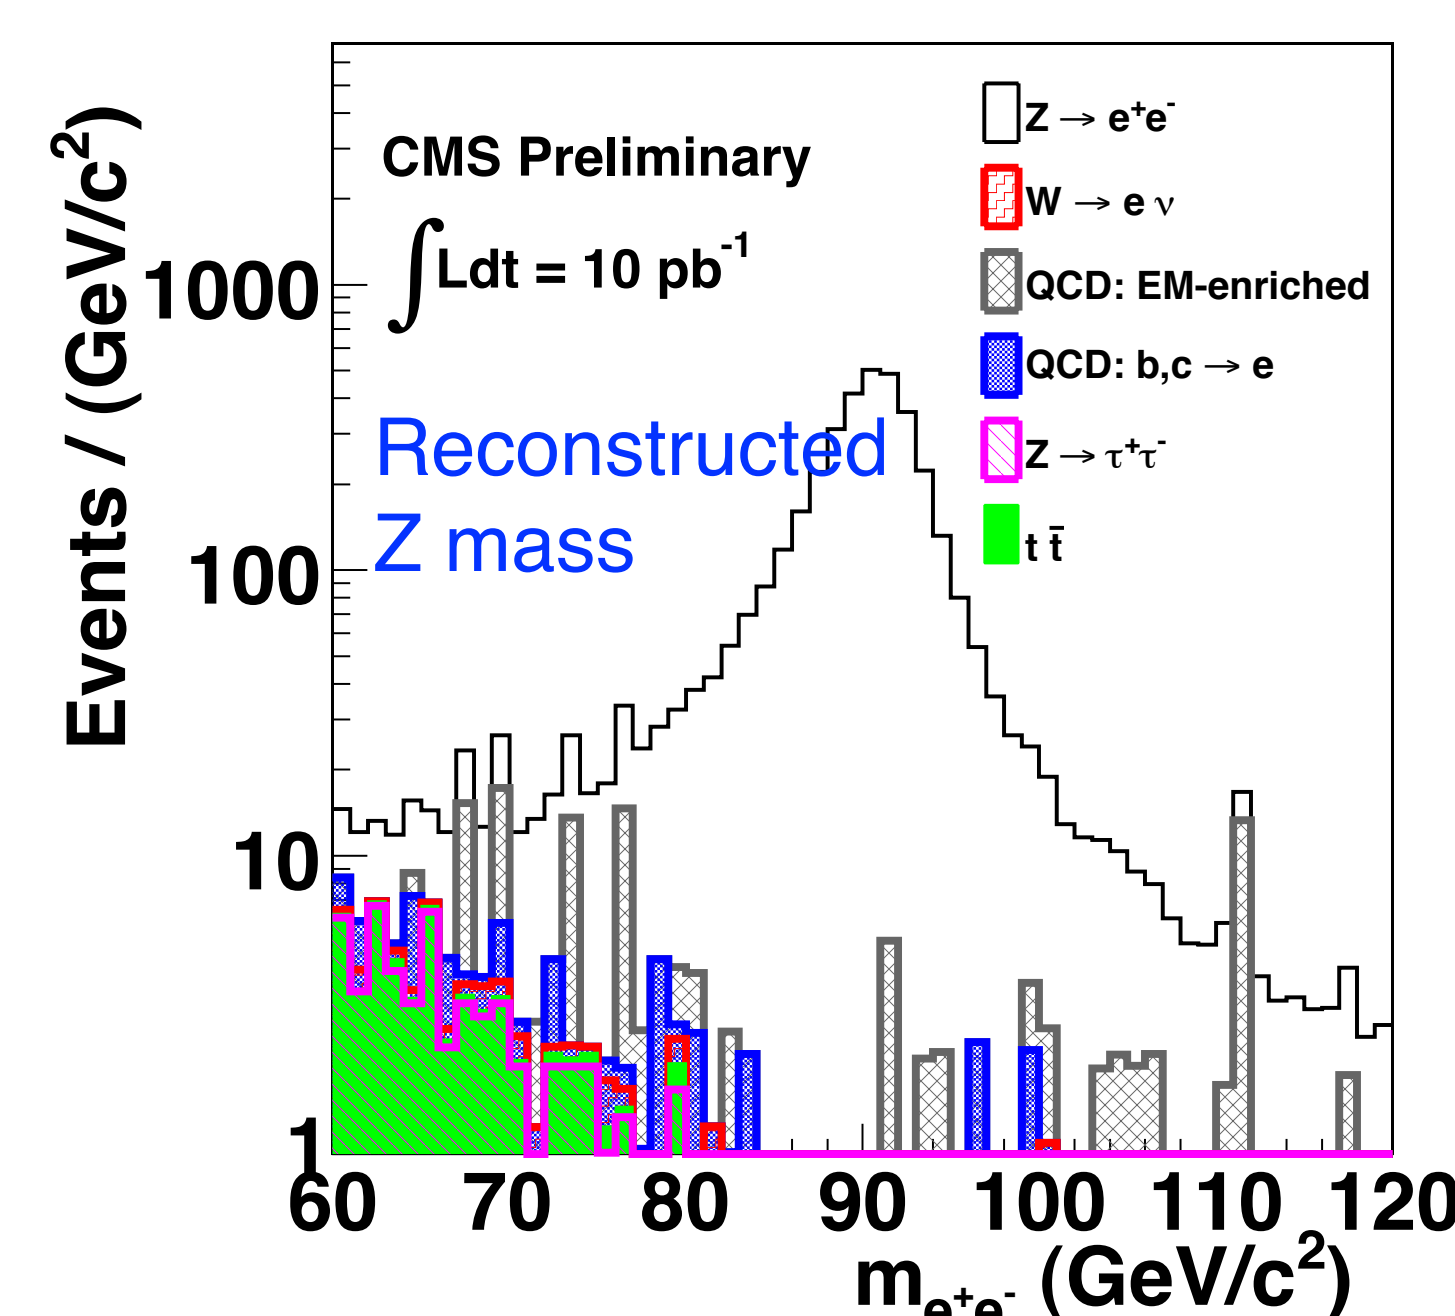 Events / (GeV/c²)
1000
100
10
1
CMS Preliminary
∫Ldt = 10 pb⁻¹
Reconstructed
Z mass
Z → e⁺e⁻
W → e ν
QCD: EM-enriched
QCD: b,c → e
Z → τ⁺τ⁻
t t̄
60 70 80 90 100 110 120
m e⁺e⁻ (GeV/c²)